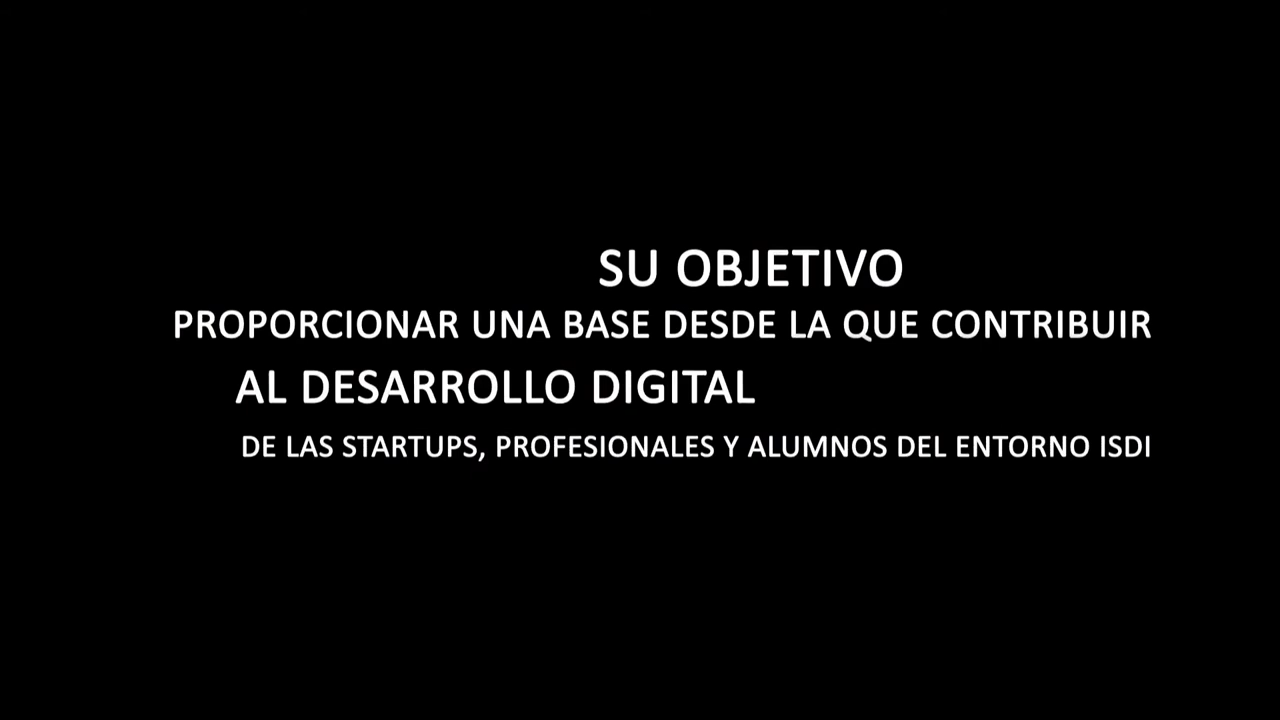 SU OBJETIVO
PROPORCIONAR UNA BASE DESDE LA QUE CONTRIBUIR
AL DESARROLLO DIGITAL
DE LAS STARTUPS, PROFESIONALES Y ALUMNOS DEL ENTORNO ISDI